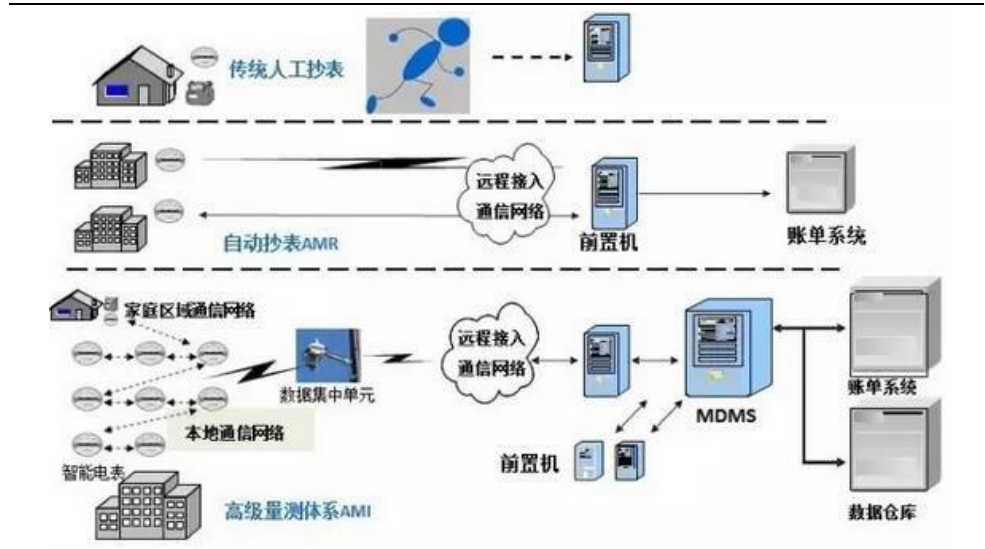 传统人工抄表
远程接入
通信网络
自动抄表AMR
前置机
账单系统
家庭区域通信网络
数据集中单元
远程接入
通信网络
MDMS
账单系统
本地通信网络
智能电表
前置机
高级量测体系AMI
数据仓库